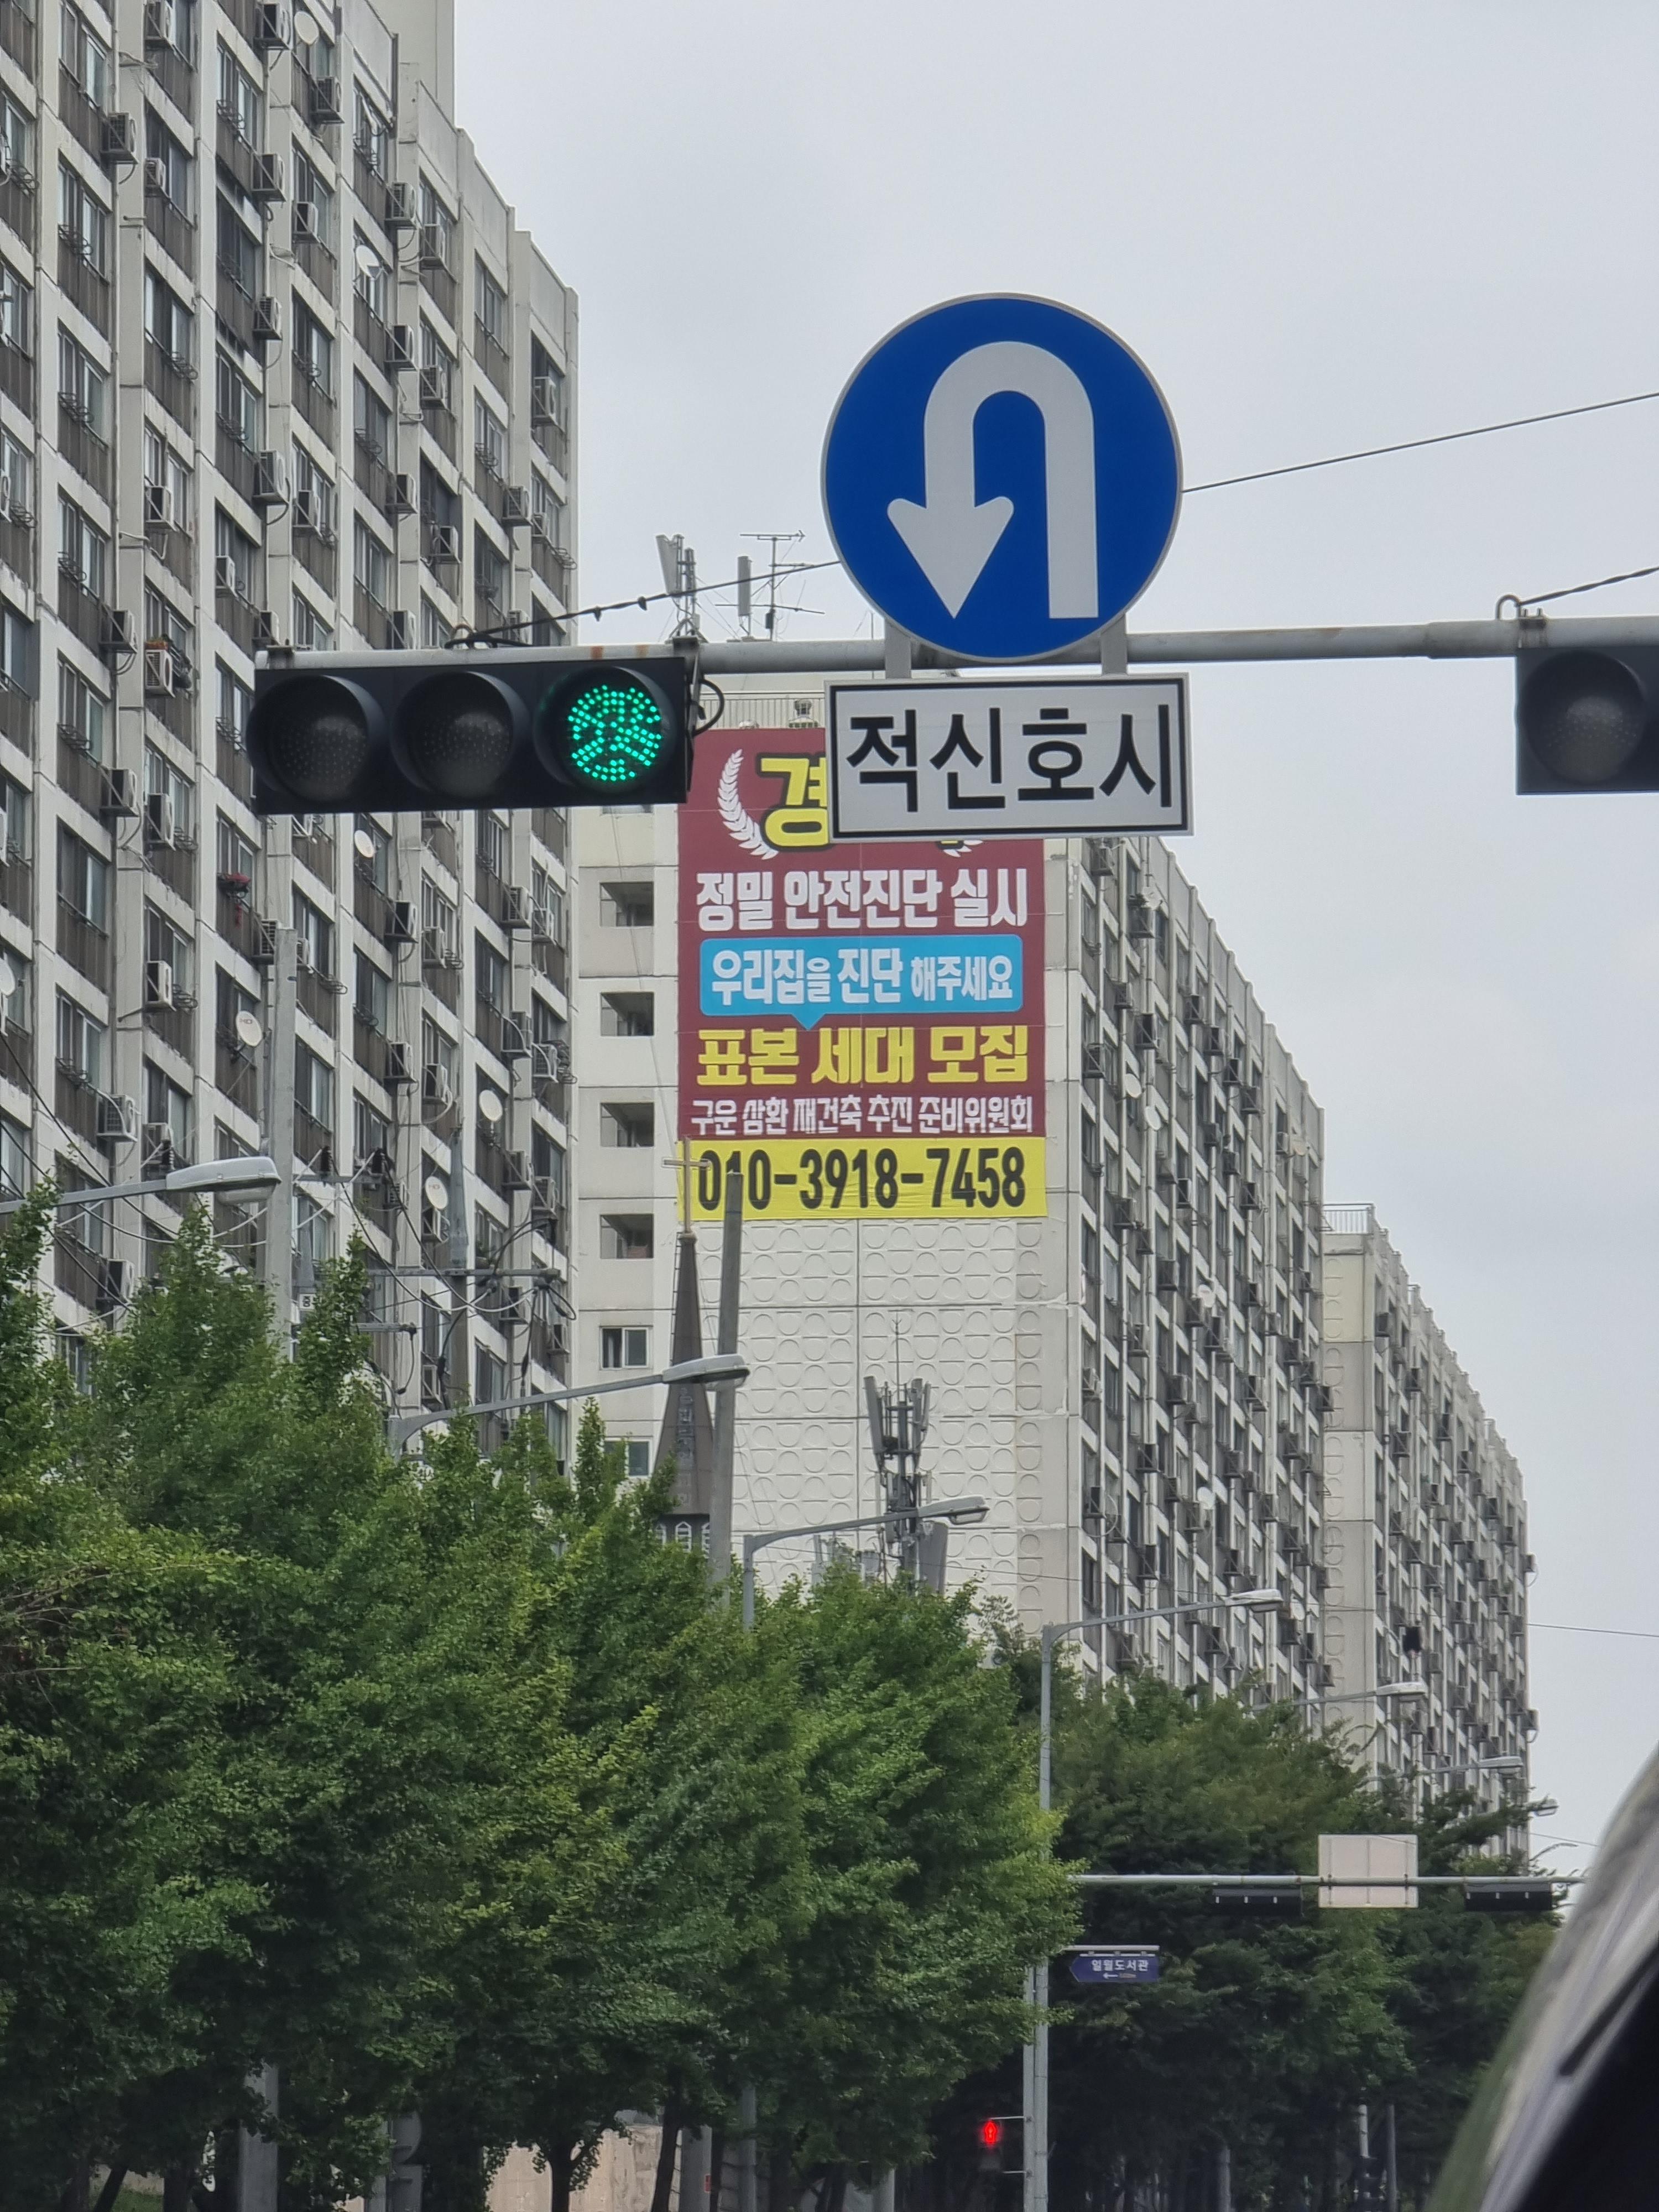 적신호시
경
정밀 안전진단 실시
우리집을 진단 해주세요
표본 세대 모집
구운 삼환 재건축 추진 준비위원회
010-3918-7458
일월도서관